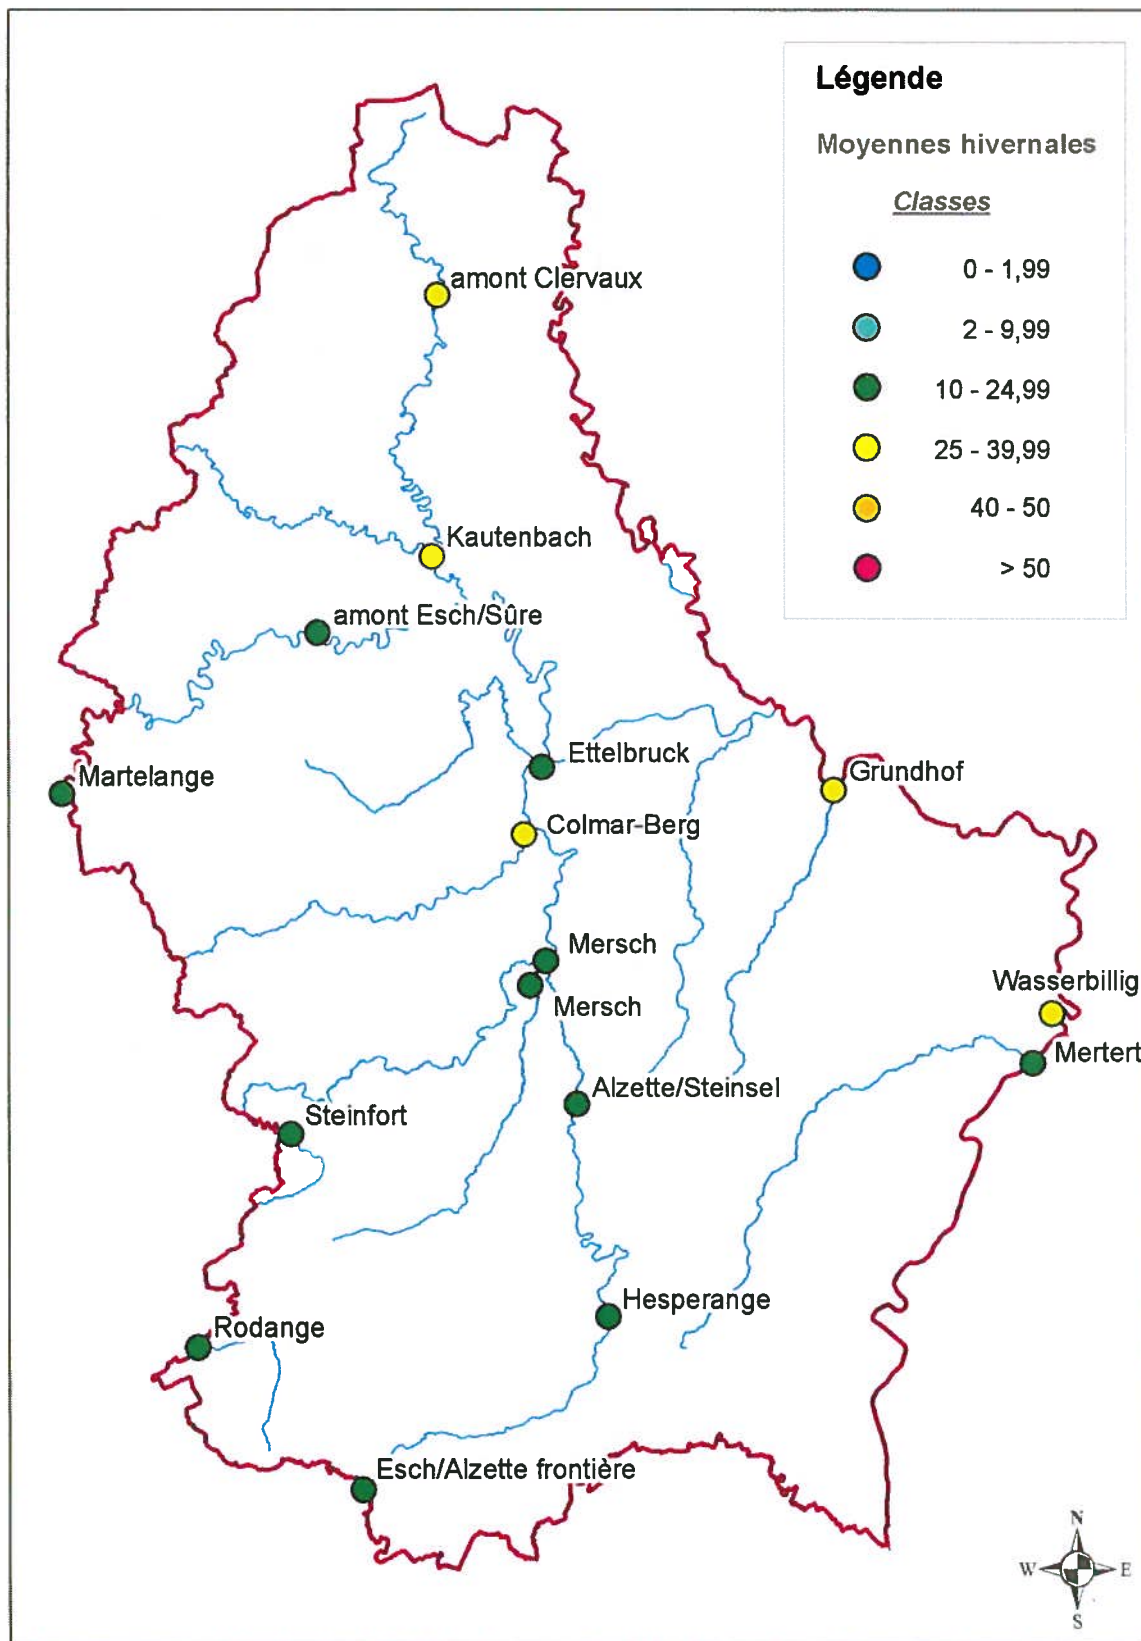 Légende
Moyennes hivernales
Classes
0 - 1,99
2 - 9,99
10 - 24,99
25 - 39,99
40 - 50
> 50
amont Clervaux
Kautenbach
amont Esch/Sûre
Ettelbruck
Martelange
Grundhof
Colmar-Berg
Mersch
Mersch
Wasserbillig
Mertert
Alzette/Steinsel
Steinfort
Hesperange
Rodange
Esch/Alzette frontière
N
W E
S